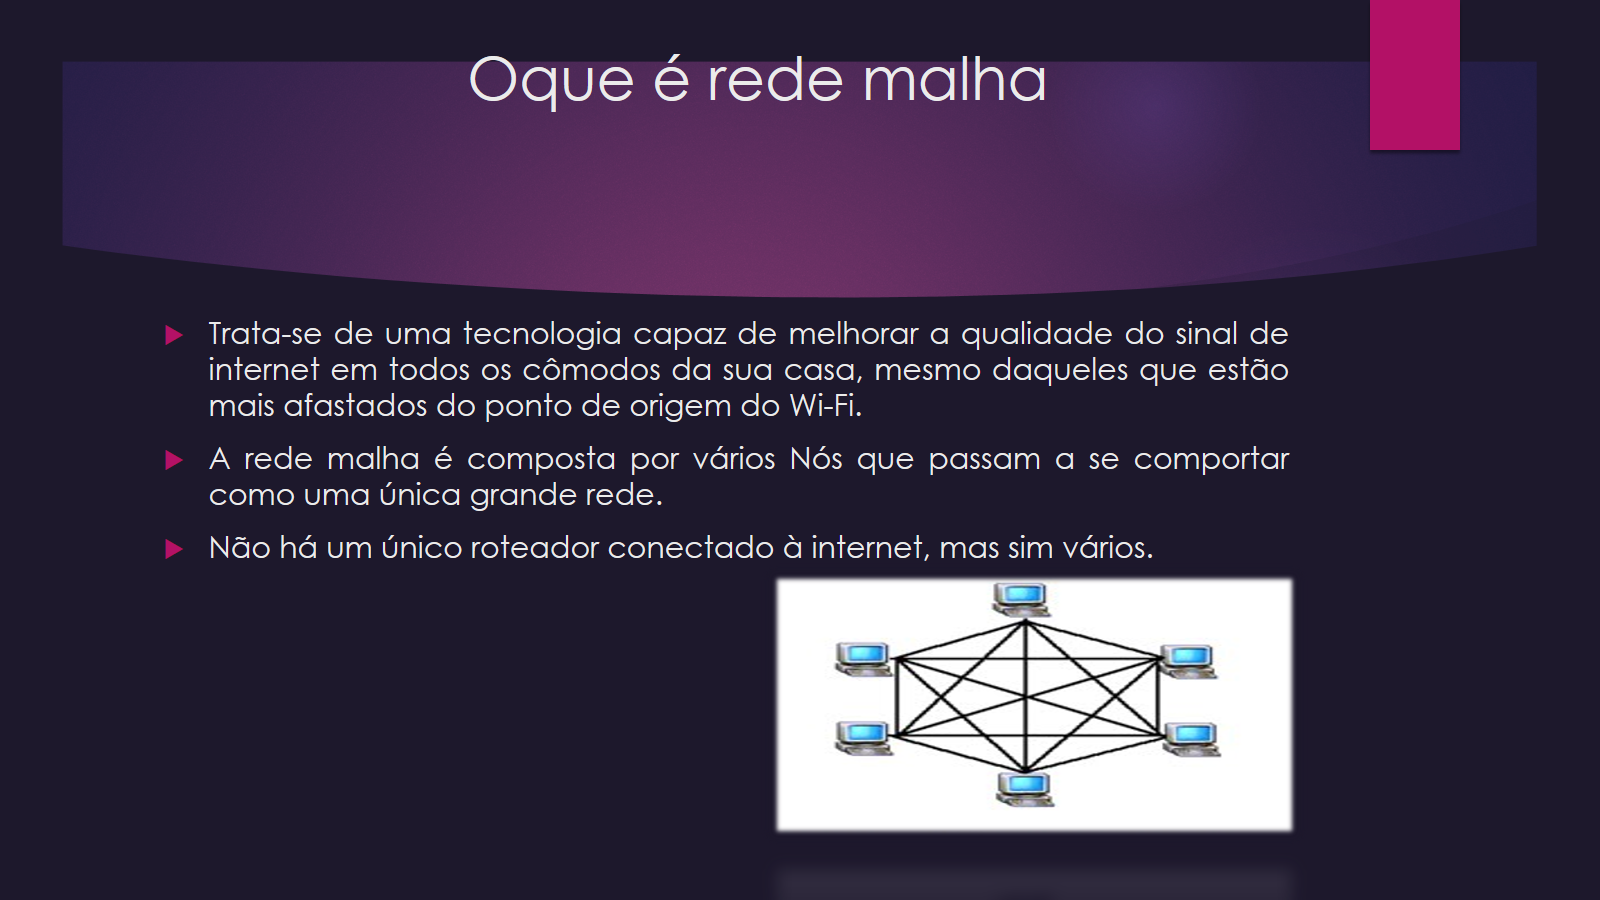 Oque é rede malha
Trata-se de uma tecnologia capaz de melhorar a qualidade do sinal de
internet em todos os cômodos da sua casa, mesmo daqueles que estão
mais afastados do ponto de origem do Wi-Fi.
A rede malha é composta por vários Nós que passam a se comportar
como uma única grande rede.
Não há um único roteador conectado à internet, mas sim vários.